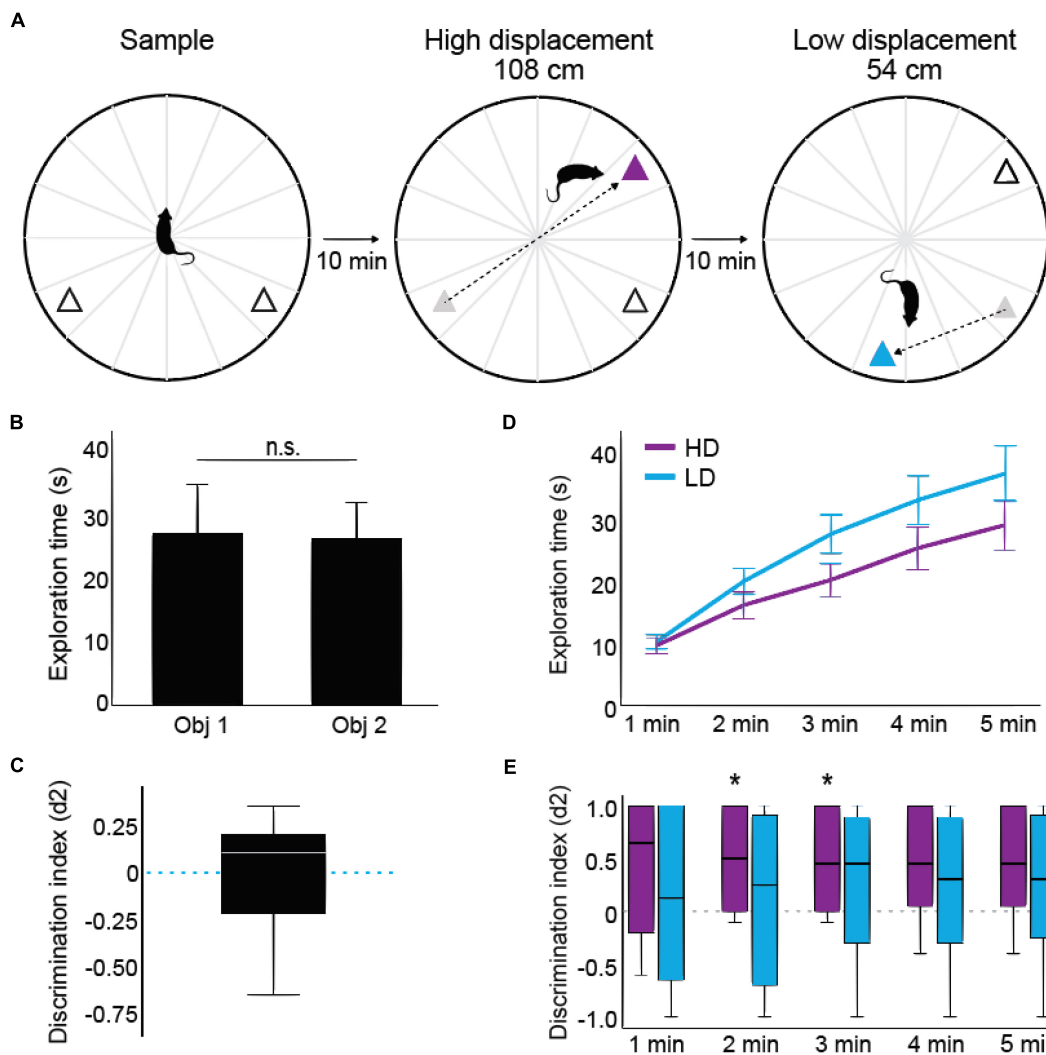 A
Sample
High displacement
108 cm
Low displacement
54 cm
10 min
10 min
B
Exploration time (s)
40
30
20
10
0
n.s.
Obj 1
Obj 2
C
Discrimination index (d2)
0.25
0
-0.25
-0.50
-0.75
D
Exploration time (s)
40
30
20
10
0
HD
LD
1 min
2 min
3 min
4 min
5 min
E
Discrimination index (d2)
* *
1.0
0.5
0
-0.5
-1.0
1 min
2 min
3 min
4 min
5 mi